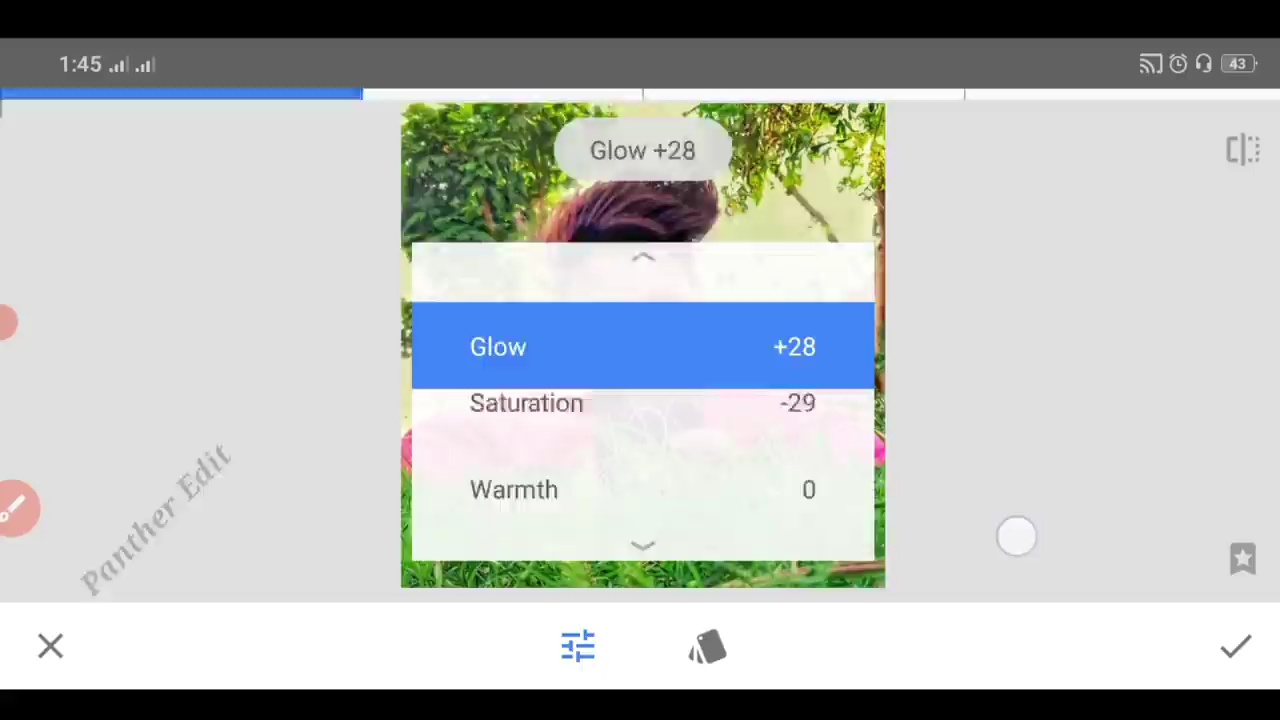 1:45
43
Glow +28
Glow +28
Saturation -29
Warmth 0
Panther Edit